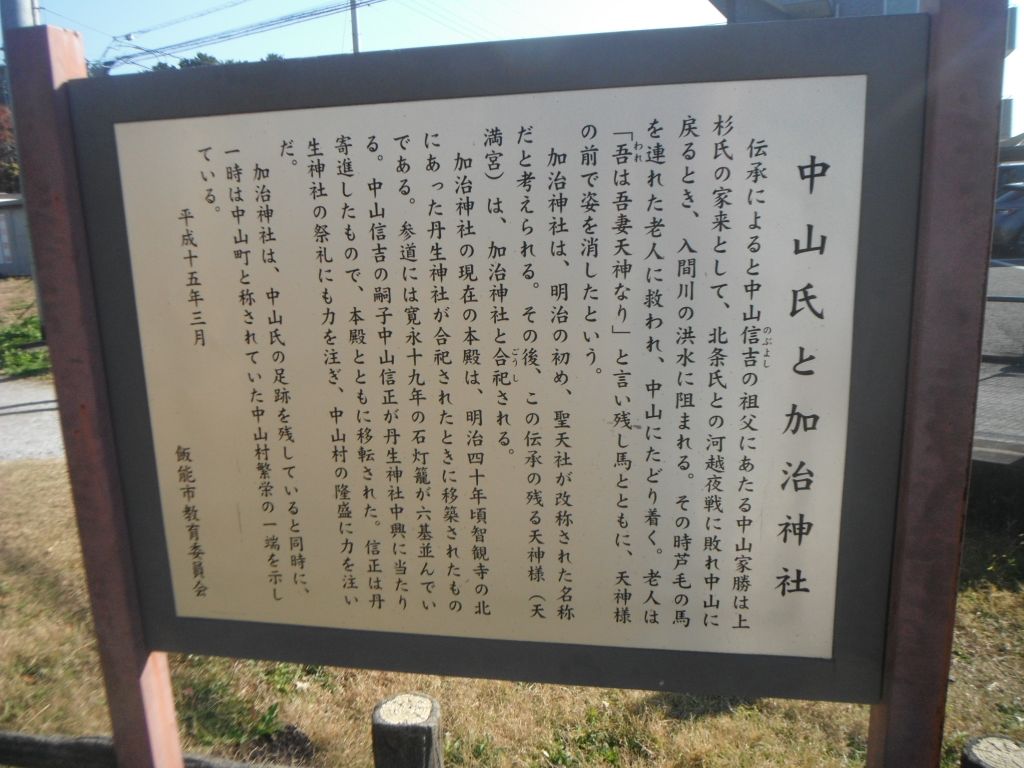 中山氏と加治神社
伝承によると中山信吉の祖父にあたる中山家勝は上
のぶよし
杉氏の家来として、北条氏との河越夜戦に敗れ中山に
戻るとき、入間川の洪水に阻まれる。その時芦毛の馬
を連れた老人に救われ、中山にたどり着く。老人は
「吾は吾妻天神なり」と言い残し馬とともに、天神様
われ
の前で姿を消したという。
加治神社は、明治の初め、聖天社が改称された名称
だと考えられる。その後、この伝承の残る天神様（天
満宮）は、加治神社と合祀される。
ごうし
加治神社の現在の本殿は、明治四十年頃智観寺の北
にあった丹生神社が合祀されたときに移築されたもの
である。参道には寛永十九年の石灯籠が六基並んでい
る。中山信吉の嗣子中山信正が丹生神社中興に当たり
寄進したもので、本殿とともに移転された。信正は丹
生神社の祭礼にも力を注ぎ、中山村の隆盛に力を注い
だ。
加治神社は、中山氏の足跡を残していると同時に、
一時は中山町と称されていた中山村繁栄の一端を示し
ている。
平成十五年三月
飯能市教育委員会